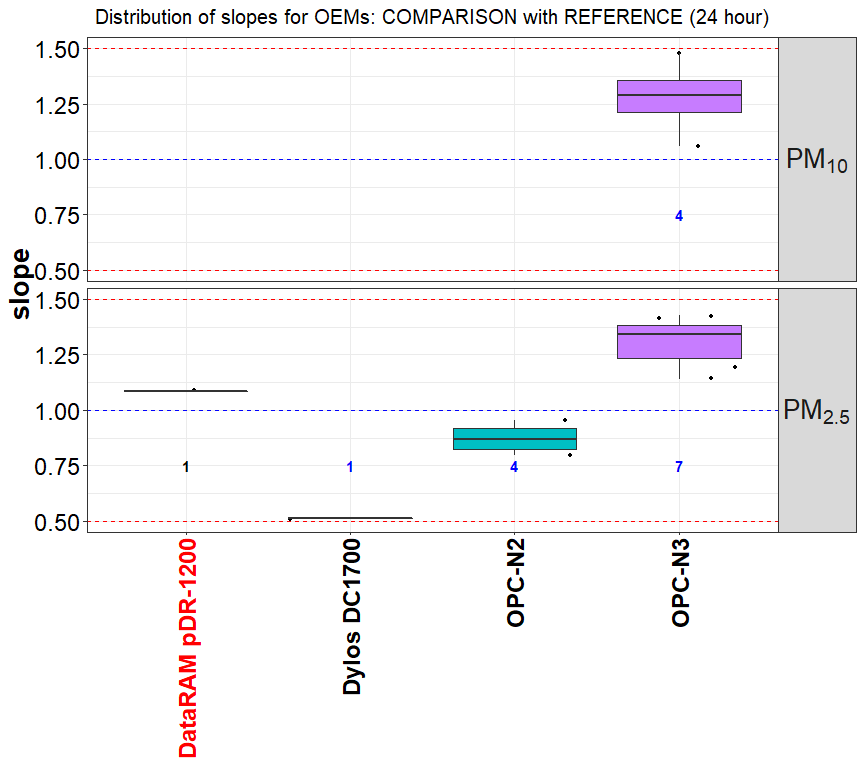 Distribution of slopes for OEMs: COMPARISON with REFERENCE (24 hour)
slope
1.50
1.25
1.00
0.75
0.50
4
PM10
1.50
1.25
1.00
0.75
0.50
1
1
4
7
PM2.5
DataRAM pDR-1200
Dylos DC1700
OPC-N2
OPC-N3